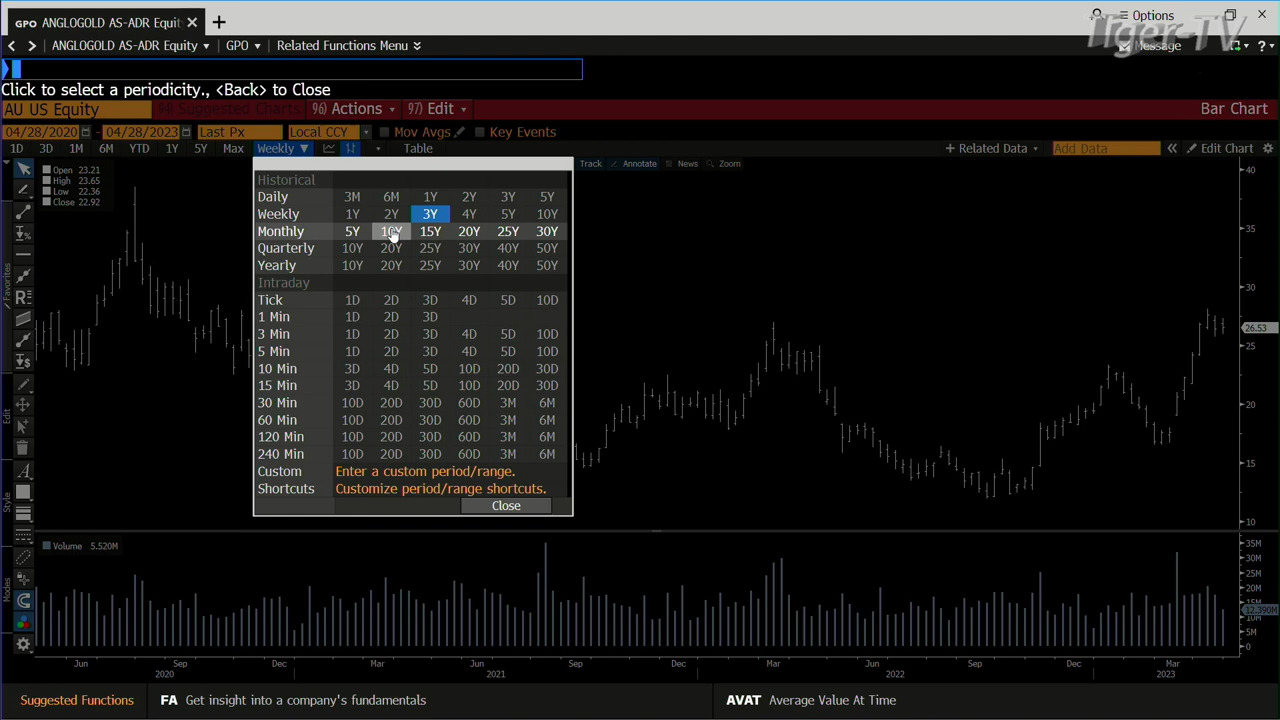 GPO ANGLOGOLD AS-ADR Equit × +
Options
Tiger-TV
ANGLOGOLD AS-ADR Equity GPO Related Functions Menu
Message ?
Click to select a periodicity., <Back> to Close
AU US Equity 94) Suggested Charts 96) Actions 97) Edit Bar Chart
04/28/2020 - 04/28/2023 Last Px Local CCY Mov Avgs Key Events
1D 3D 1M 6M YTD 1Y 5Y Max Weekly ▼ Table + Related Data Add Data Edit Chart
Track Annotate News Zoom
Open 23.21
High 23.65
Low 22.36
Close 22.92
Historical
Daily 3M 6M 1Y 2Y 3Y 5Y
Weekly 1Y 2Y 3Y 4Y 5Y 10Y
Monthly 5Y 10Y 15Y 20Y 25Y 30Y
Quarterly 10Y 20Y 25Y 30Y 40Y 50Y
Yearly 10Y 20Y 25Y 30Y 40Y 50Y
Intraday
Tick 1D 2D 3D 4D 5D 10D
1 Min 1D 2D 3D
3 Min 1D 2D 3D 4D 5D 10D
5 Min 1D 2D 3D 4D 5D 10D
10 Min 3D 4D 5D 10D 20D 30D
15 Min 3D 4D 5D 10D 20D 30D
30 Min 10D 20D 30D 60D 3M 6M
60 Min 10D 20D 30D 60D 3M 6M
120 Min 10D 20D 30D 60D 3M 6M
240 Min 10D 20D 30D 60D 3M 6M
Custom Enter a custom period/range.
Shortcuts Customize period/range shortcuts.
Close
Favorites
Edit
Style
Modes
40
30
26.53
25
20
15
10
Volume 5.520M
35M
30M
25M
20M
15M
12.390M
10M
5M
0
Jun Sep Dec Mar Jun Sep Dec Mar Jun Sep Dec Mar
2020 2021 2022 2023
Suggested Functions FA Get insight into a company's fundamentals AVAT Average Value At Time